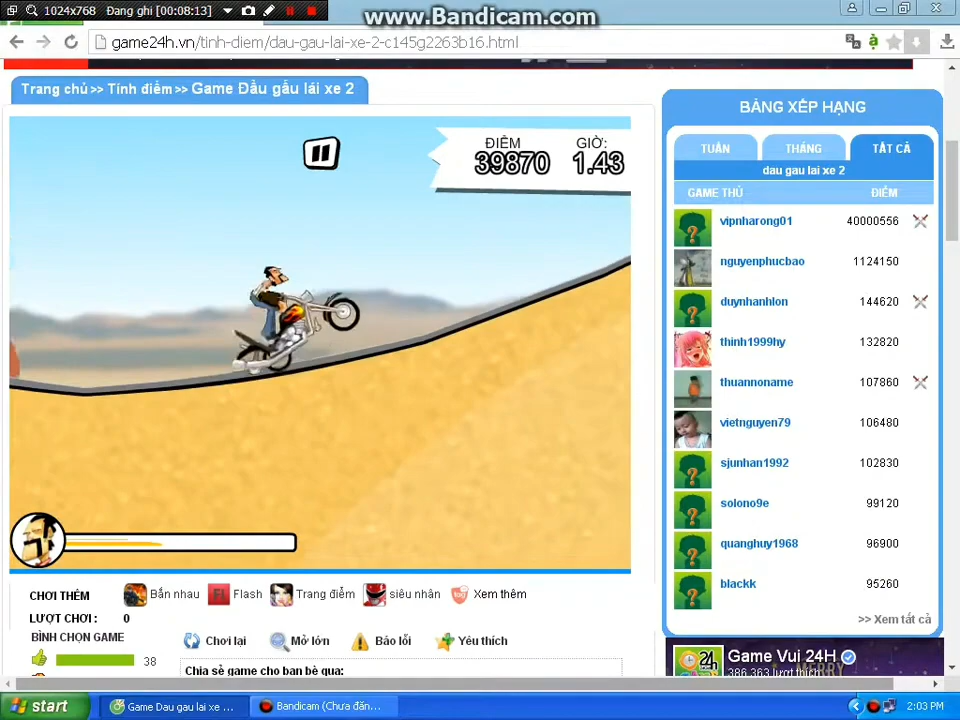 1024x768 Đang ghi [00:08:13]
www.Bandicam.com
game24h.vn/tinh-diem/dau-gau-lai-xe-2-c145g2263b16.html
Trang chủ >> Tính điểm >> Game Đầu gấu lái xe 2
ĐIỂM GIỜ:
39870 1.43
BẢNG XẾP HẠNG
TUẦN THÁNG TẤT CẢ
dau gau lai xe 2
GAME THỦ ĐIỂM
vipnharong01 40000556
nguyenphucbao 1124150
duynhanhlon 144620
thinh1999hy 132820
thuannoname 107860
vietnguyen79 106480
sjunhan1992 102830
solono9e 99120
quanghuy1968 96900
blackk 95260
>> Xem tất cả
CHƠI THÊM Bắn nhau Flash Trang điểm siêu nhân Xem thêm
LƯỢT CHƠI : 0
BÌNH CHỌN GAME Chơi lại Mở lớn Báo lỗi Yêu thích
38
Chia sẻ game cho bạn bè qua:
24h Game Vui 24H
386.363 lượt thích
start Game Dau gau lai xe ... Bandicam (Chưa đăn... 2:03 PM